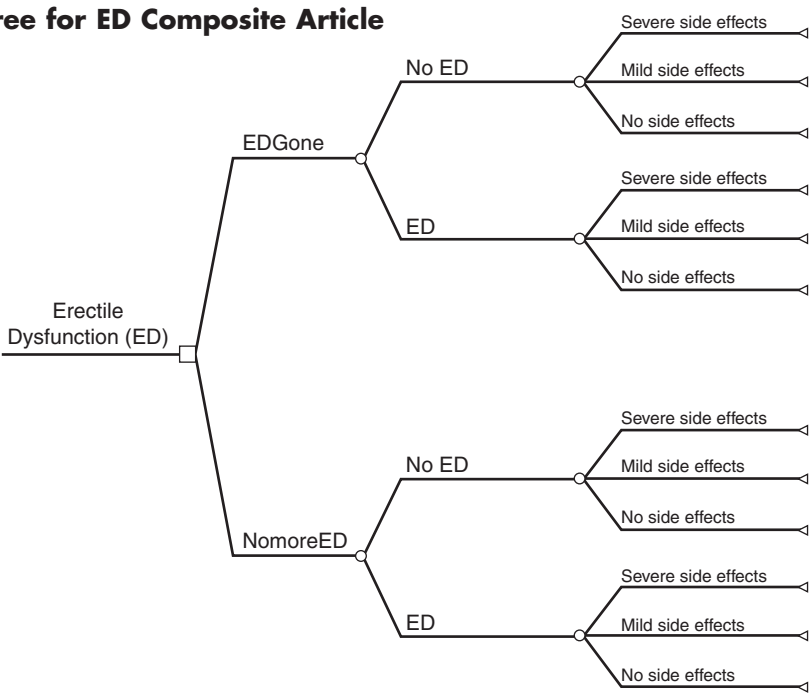 for ED Composite Article
Severe side effects
No ED
Mild side effects
No side effects
EDGone
Severe side effects
ED
Mild side effects
No side effects
Erectile
Dysfunction (ED)
Severe side effects
No ED
Mild side effects
No side effects
NomoreED
Severe side effects
ED
Mild side effects
No side effects